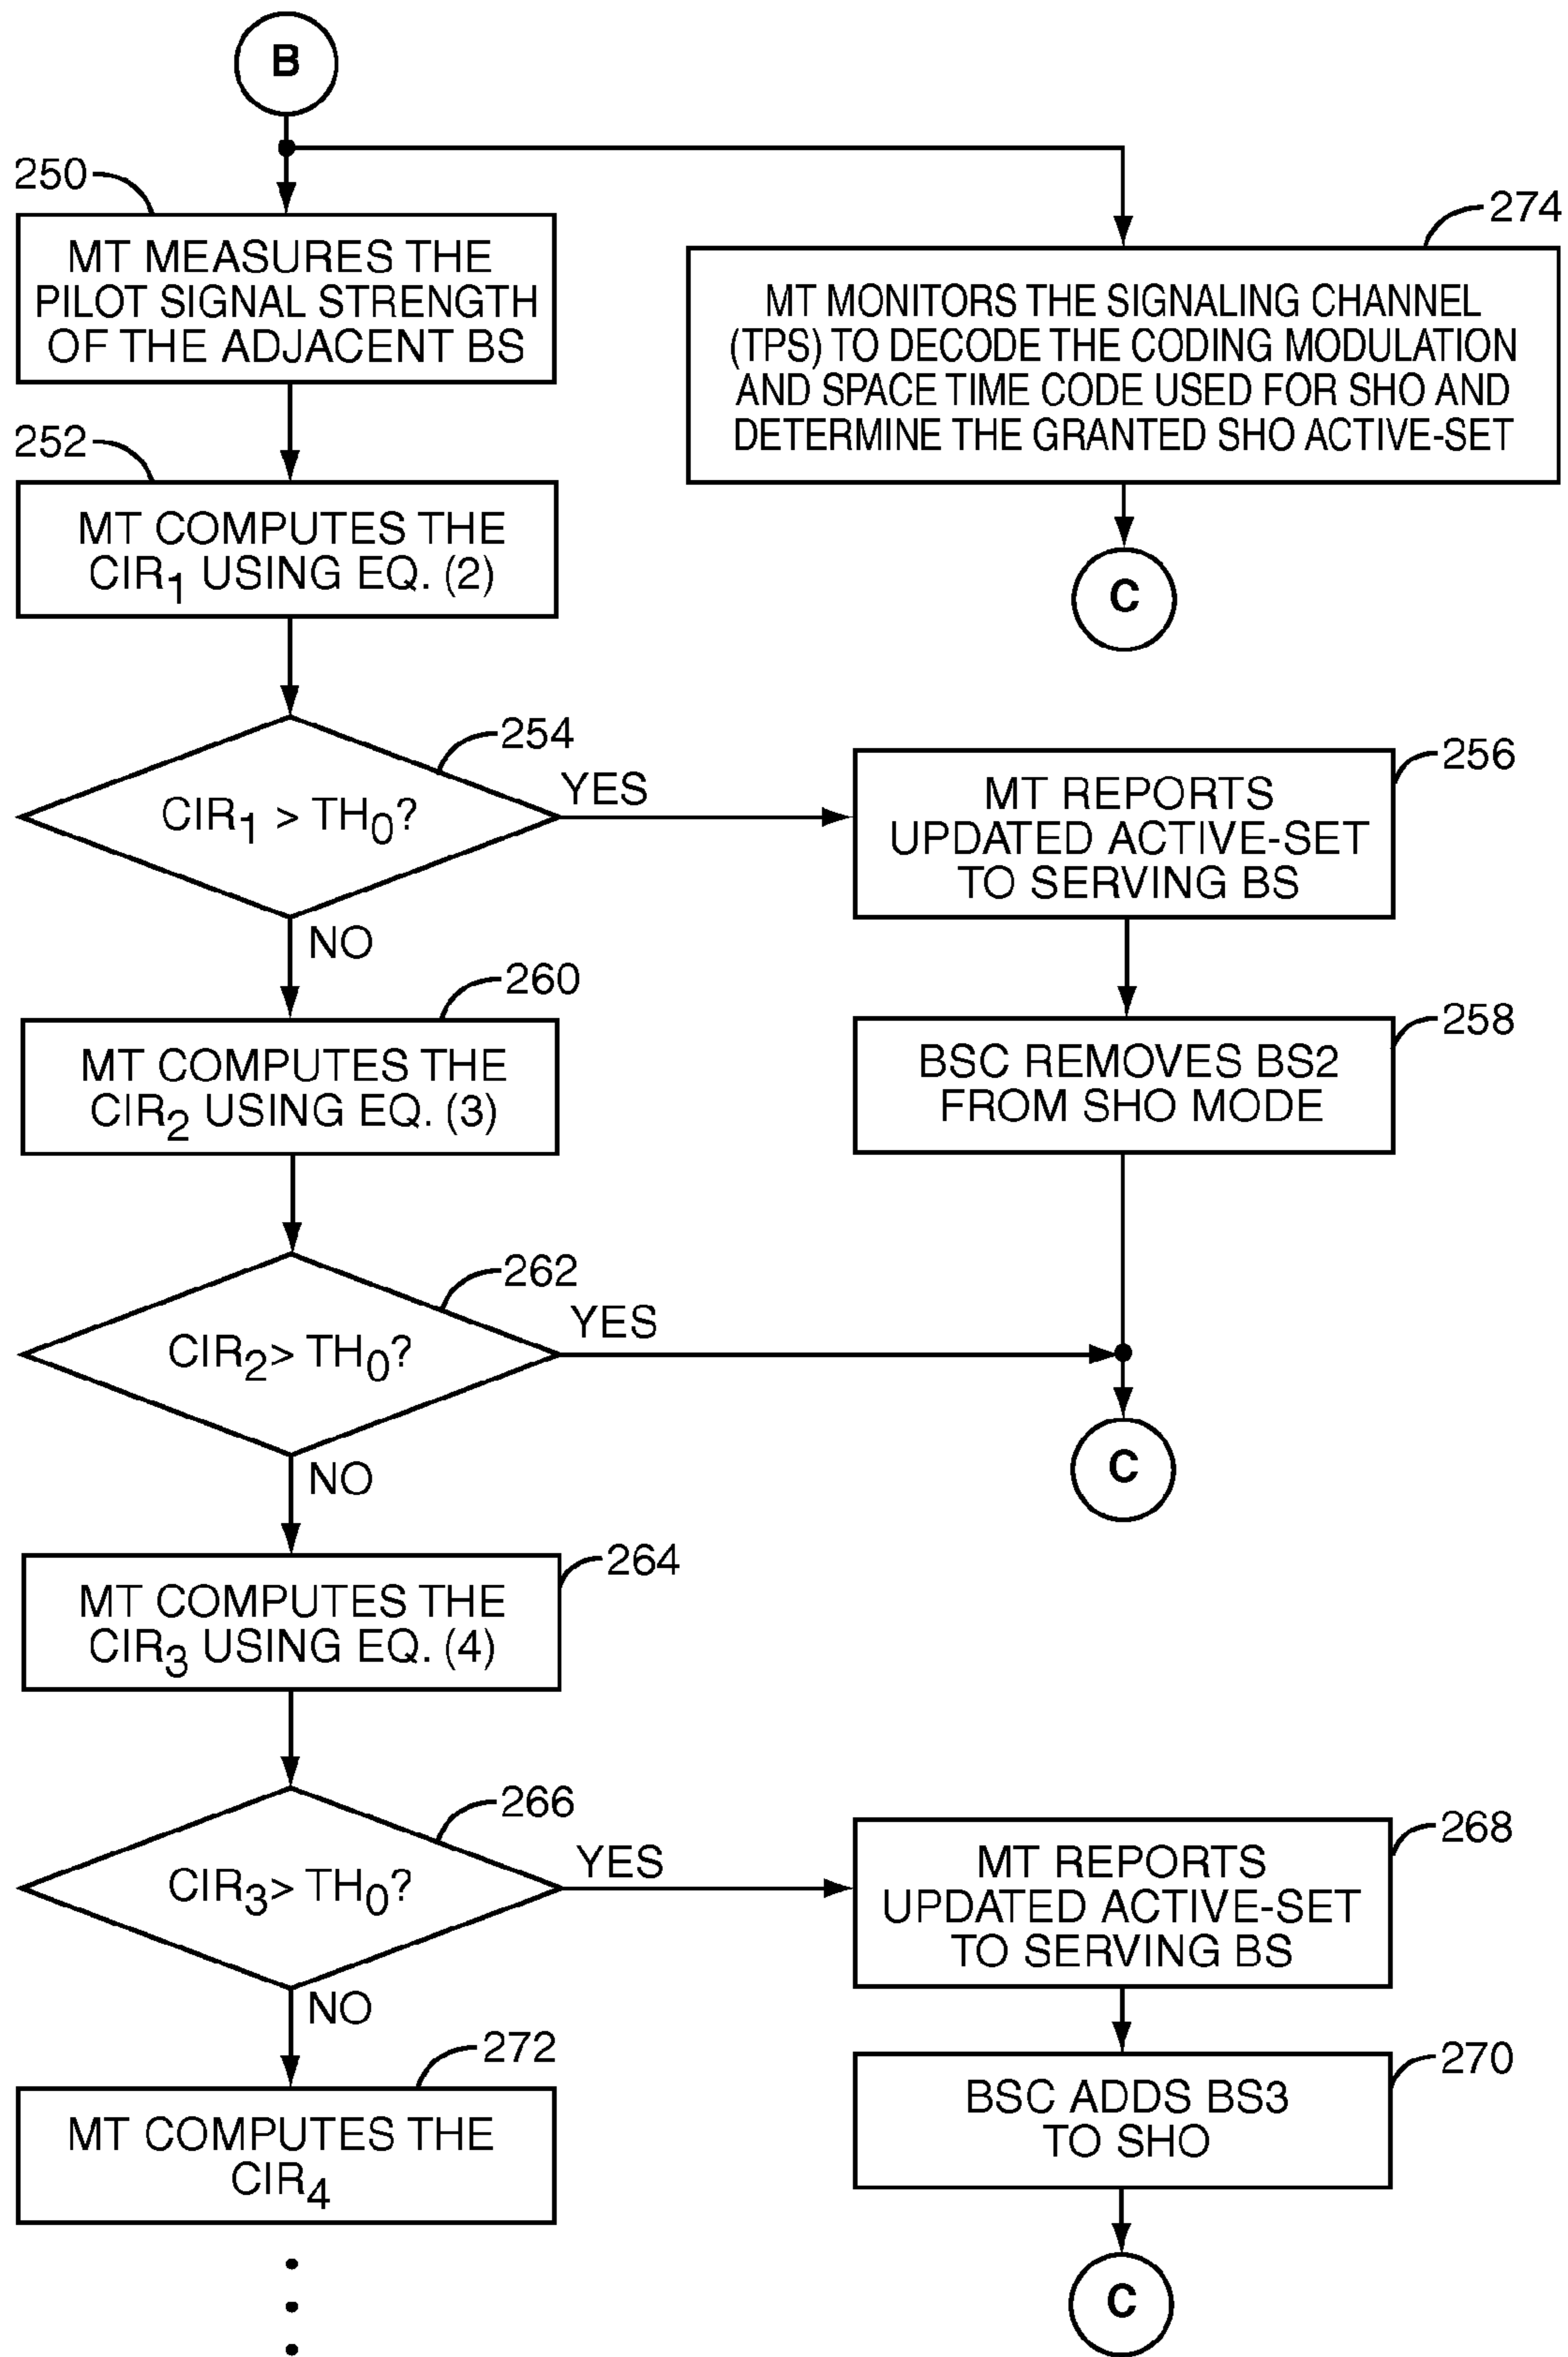 B
250
MT MEASURES THE
PILOT SIGNAL STRENGTH
OF THE ADJACENT BS
274
MT MONITORS THE SIGNALING CHANNEL
(TPS) TO DECODE THE CODING MODULATION
AND SPACE TIME CODE USED FOR SHO AND
DETERMINE THE GRANTED SHO ACTIVE-SET
C
252
MT COMPUTES THE
CIR1 USING EQ. (2)
254
CIR1 > TH0?
YES
NO
256
MT REPORTS
UPDATED ACTIVE-SET
TO SERVING BS
258
BSC REMOVES BS2
FROM SHO MODE
260
MT COMPUTES THE
CIR2 USING EQ. (3)
262
CIR2> TH0?
YES
NO
C
264
MT COMPUTES THE
CIR3 USING EQ. (4)
266
CIR3> TH0?
YES
NO
268
MT REPORTS
UPDATED ACTIVE-SET
TO SERVING BS
270
BSC ADDS BS3
TO SHO
C
272
MT COMPUTES THE
CIR4